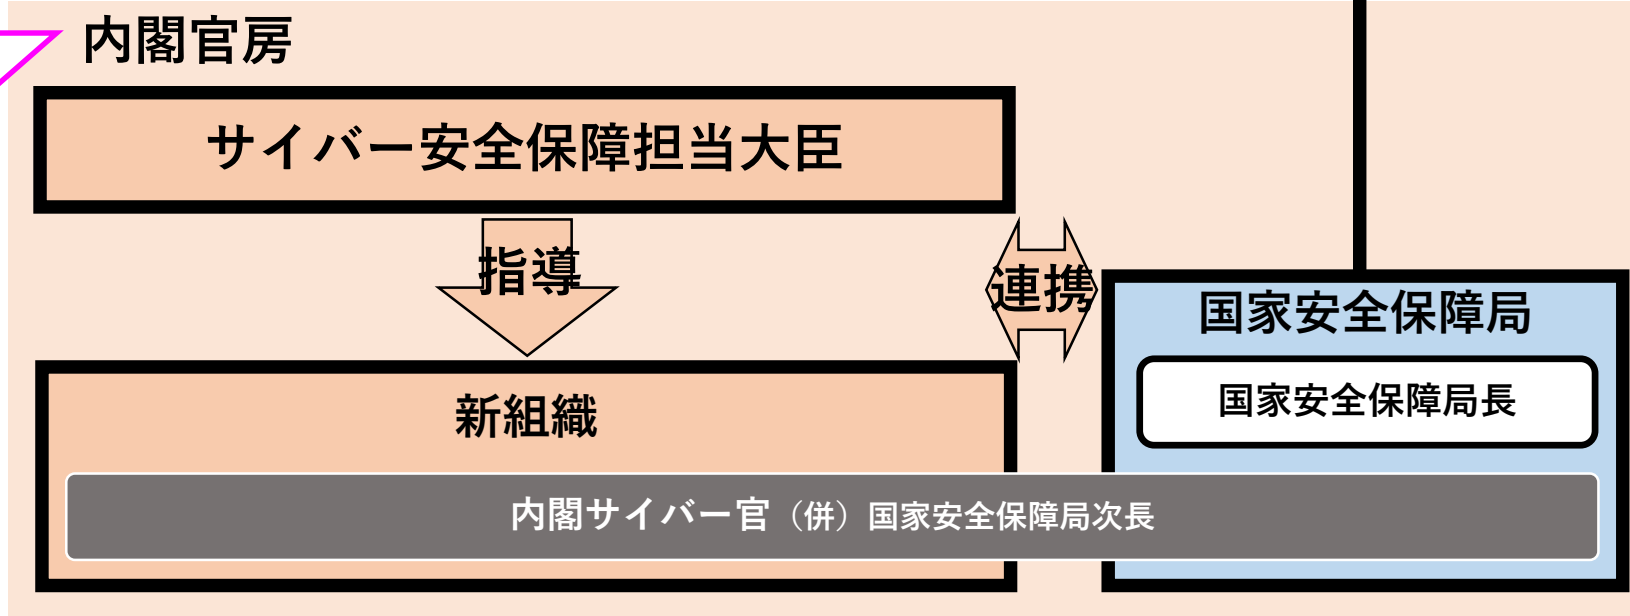 内閣官房
サイバー安全保障担当大臣
指導
連携
国家安全保障局
国家安全保障局長
新組織
内閣サイバー官（併）国家安全保障局次長